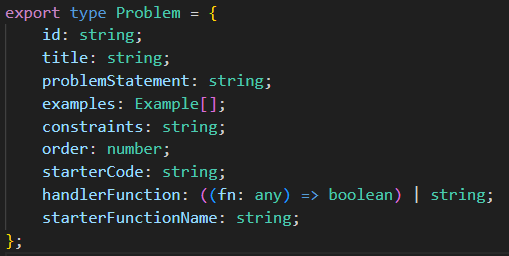 export type Problem = {
    id: string;
    title: string;
    problemStatement: string;
    examples: Example[];
    constraints: string;
    order: number;
    starterCode: string;
    handlerFunction: ((fn: any) => boolean) | string;
    starterFunctionName: string;
};